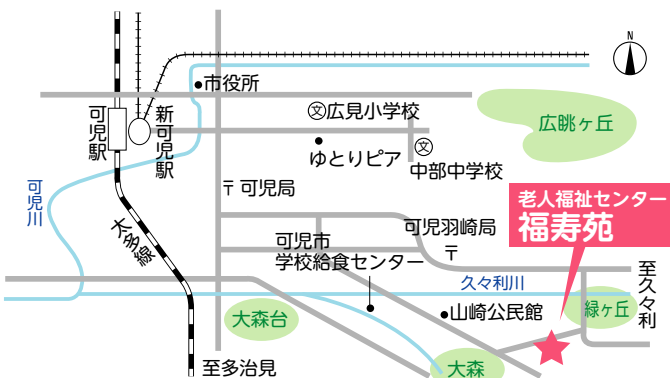 N
市役所
文広見小学校
広眺ヶ丘
可児駅
新可児駅
ゆとりピア
文
中部中学校
〒可児局
可児川
老人福祉センター
福寿苑
太多線
可児羽崎局
〒
可児市
学校給食センター
至久々利
久々利川
大森台
山崎公民館
緑ヶ丘
至多治見
大森